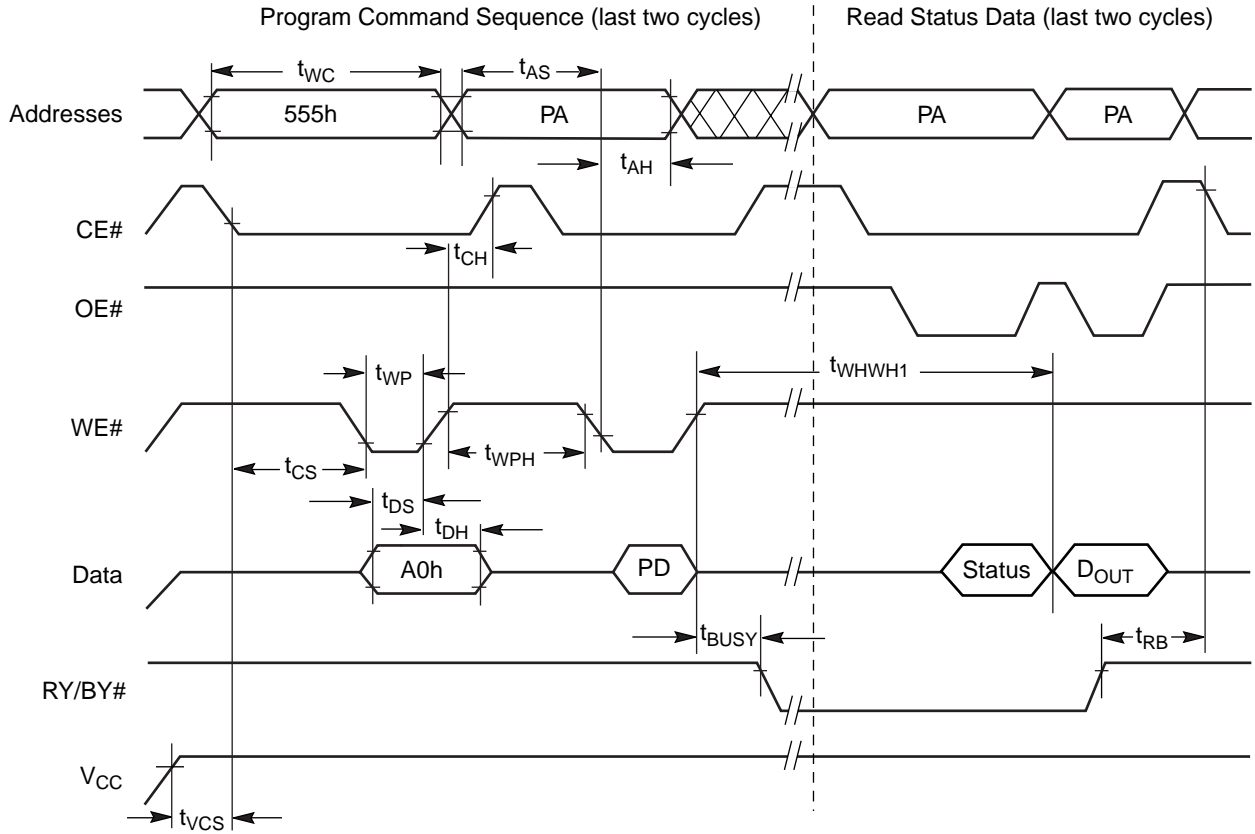 Program Command Sequence (last two cycles)
Read Status Data (last two cycles)
tWC
tAS
Addresses
555h
PA
PA
PA
tAH
CE#
tCH
OE#
tWP
tWHWH1
WE#
tCS
tWPH
tDS
tDH
Data
A0h
PD
Status
DOUT
tBUSY
tRB
RY/BY#
VCC
tVCS